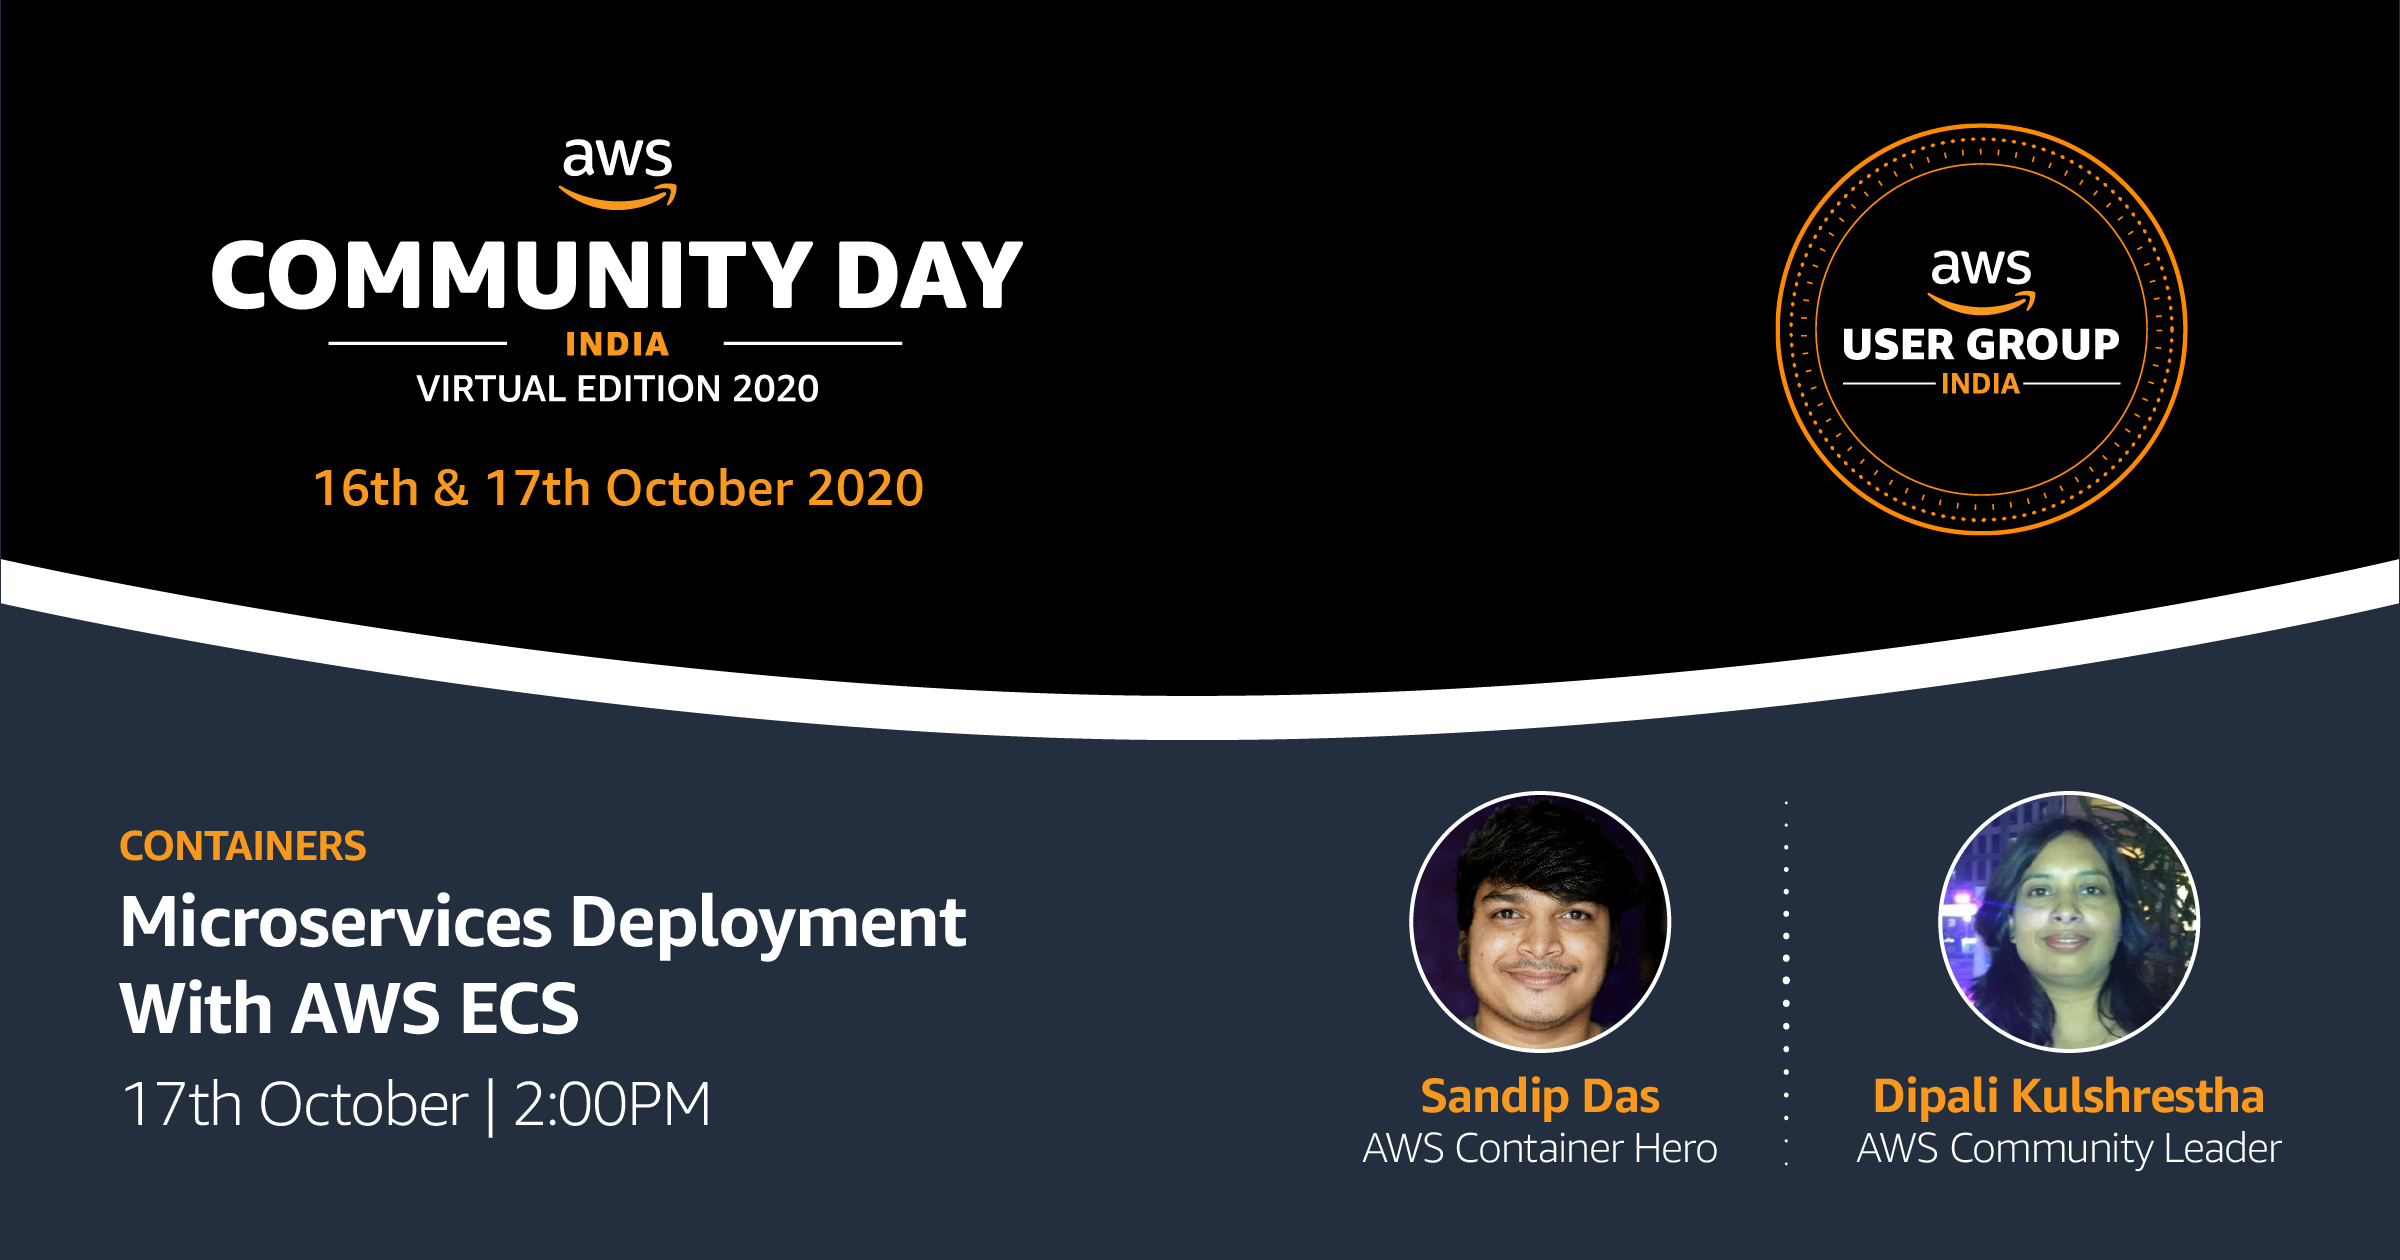 aws
COMMUNITY DAY
INDIA
VIRTUAL EDITION 2020
16th & 17th October 2020
aws
USER GROUP
INDIA
CONTAINERS
Microservices Deployment
With AWS ECS
17th October | 2:00PM
Sandip Das
AWS Container Hero
Dipali Kulshrestha
AWS Community Leader